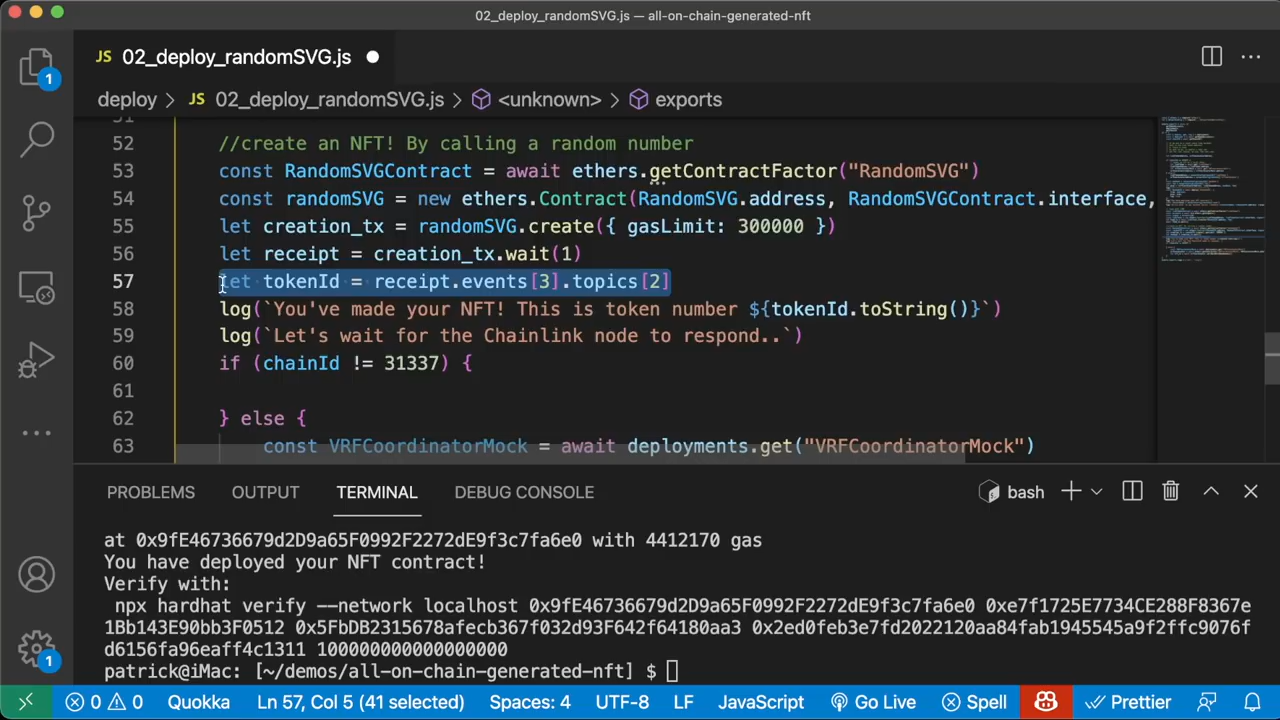 02_deploy_randomSVG.js — all-on-chain-generated-nft
JS 02_deploy_randomSVG.js
deploy > JS 02_deploy_randomSVG.js > <unknown> > exports
51
52 //create an NFT! By calling a random number
53 const RandomSVGContract = await ethers.getContractFactor("RandomSVG")
54 const randomSVG = new ethers.Contract(RandomSVG.address, RandomSVGContract.interface,
55 let creation_tx = randomSVG.create({ gasLimit: 300000 })
56 let receipt = creation_tx.wait(1)
57 let tokenId = receipt.events[3].topics[2]
58 log(`You've made your NFT! This is token number ${tokenId.toString()}`)
59 log(`Let's wait for the Chainlink node to respond..`)
60 if (chainId != 31337) {
61
62 } else {
63 const VRFCoordinatorMock = await deployments.get("VRFCoordinatorMock")
PROBLEMS OUTPUT TERMINAL DEBUG CONSOLE bash
at 0x9fE46736679d2D9a65F0992F2272dE9f3c7fa6e0 with 4412170 gas
You have deployed your NFT contract!
Verify with:
npx hardhat verify --network localhost 0x9fE46736679d2D9a65F0992F2272dE9f3c7fa6e0 0xe7f1725E7734CE288F8367e
1Bb143E90bb3F0512 0x5FbDB2315678afecb367f032d93F642f64180aa3 0x2ed0feb3e7fd2022120aa84fab1945545a9f2ffc9076f
d6156fa96eaff4c1311 100000000000000000
patrick@iMac: [~/demos/all-on-chain-generated-nft] $
1
1
0 0 Quokka Ln 57, Col 5 (41 selected) Spaces: 4 UTF-8 LF JavaScript Go Live Spell Prettier